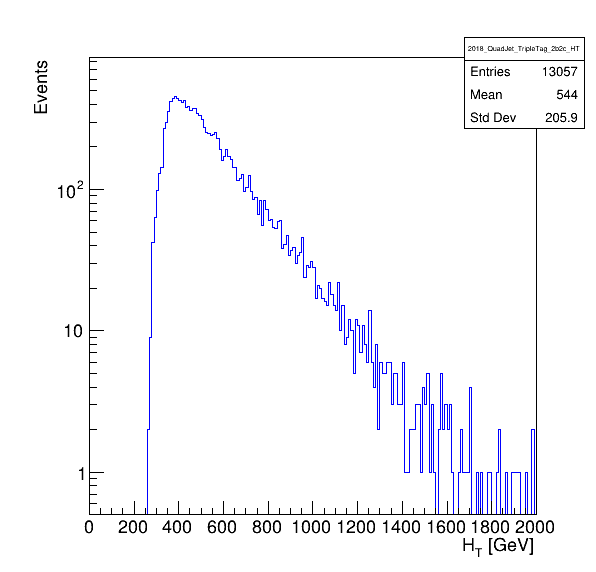 2018_QuadJet_TripleTag_2b2c_HT
Entries 13057
Mean 544
Std Dev 205.9
Events
10²
10
1
0 200 400 600 800 1000 1200 1400 1600 1800 2000
H_T [GeV]